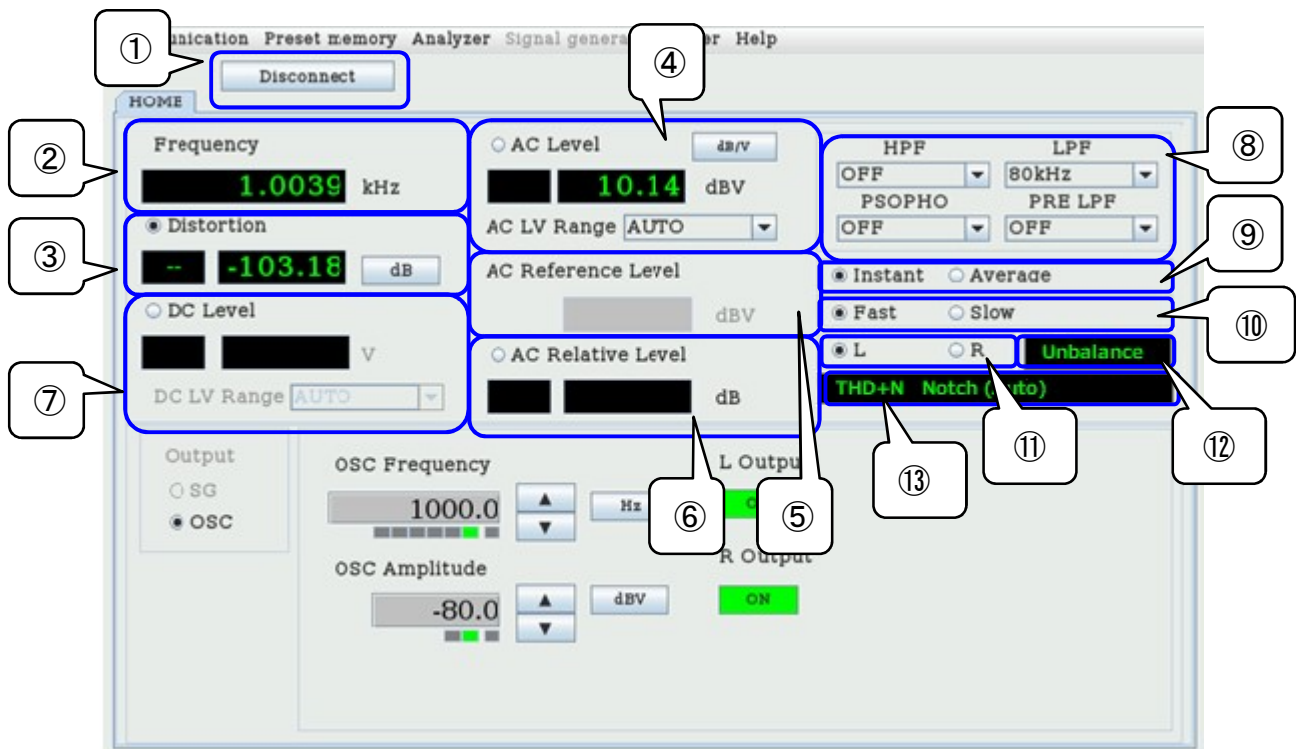 ①
Preset memory Analyzer Signal Help
Disconnect
④
HOME
②
Frequency
1.0039 kHz
③
Distortion
-- -103.18 dB
⑦
DC Level
V
DC LV Range AUTO
AC Level dB/V
10.14 dBV
AC LV Range AUTO
AC Reference Level
dBV
⑤
AC Relative Level
dB
⑥
HPF LPF
OFF 80kHz
PSOPHO PRE LPF
OFF OFF
⑧
Instant Average
⑨
Fast Slow
⑩
L R Unbalance
⑪
⑫
THD+N Notch
⑬
Output
SG
OSC
OSC Frequency
1000.0 Hz
OSC Amplitude
-80.0 dBV
L
R Output
ON